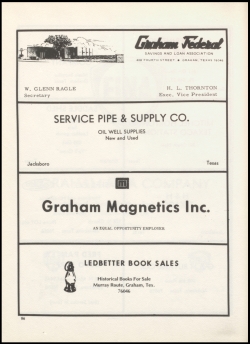 Graham Federal
SAVINGS AND LOAN ASSOCIATION
W. GLENN RAGLE
Secretary
H. L. THORNTON
Exec. Vice President
SERVICE PIPE & SUPPLY CO.
OIL WELL SUPPLIES
New and Used
Jacksboro
Texas
Graham Magnetics Inc.
AN EQUAL OPPORTUNITY EMPLOYER
LEDBETTER BOOK SALES
Historical Books For Sale
Murray Route, Graham, Tex.
76046